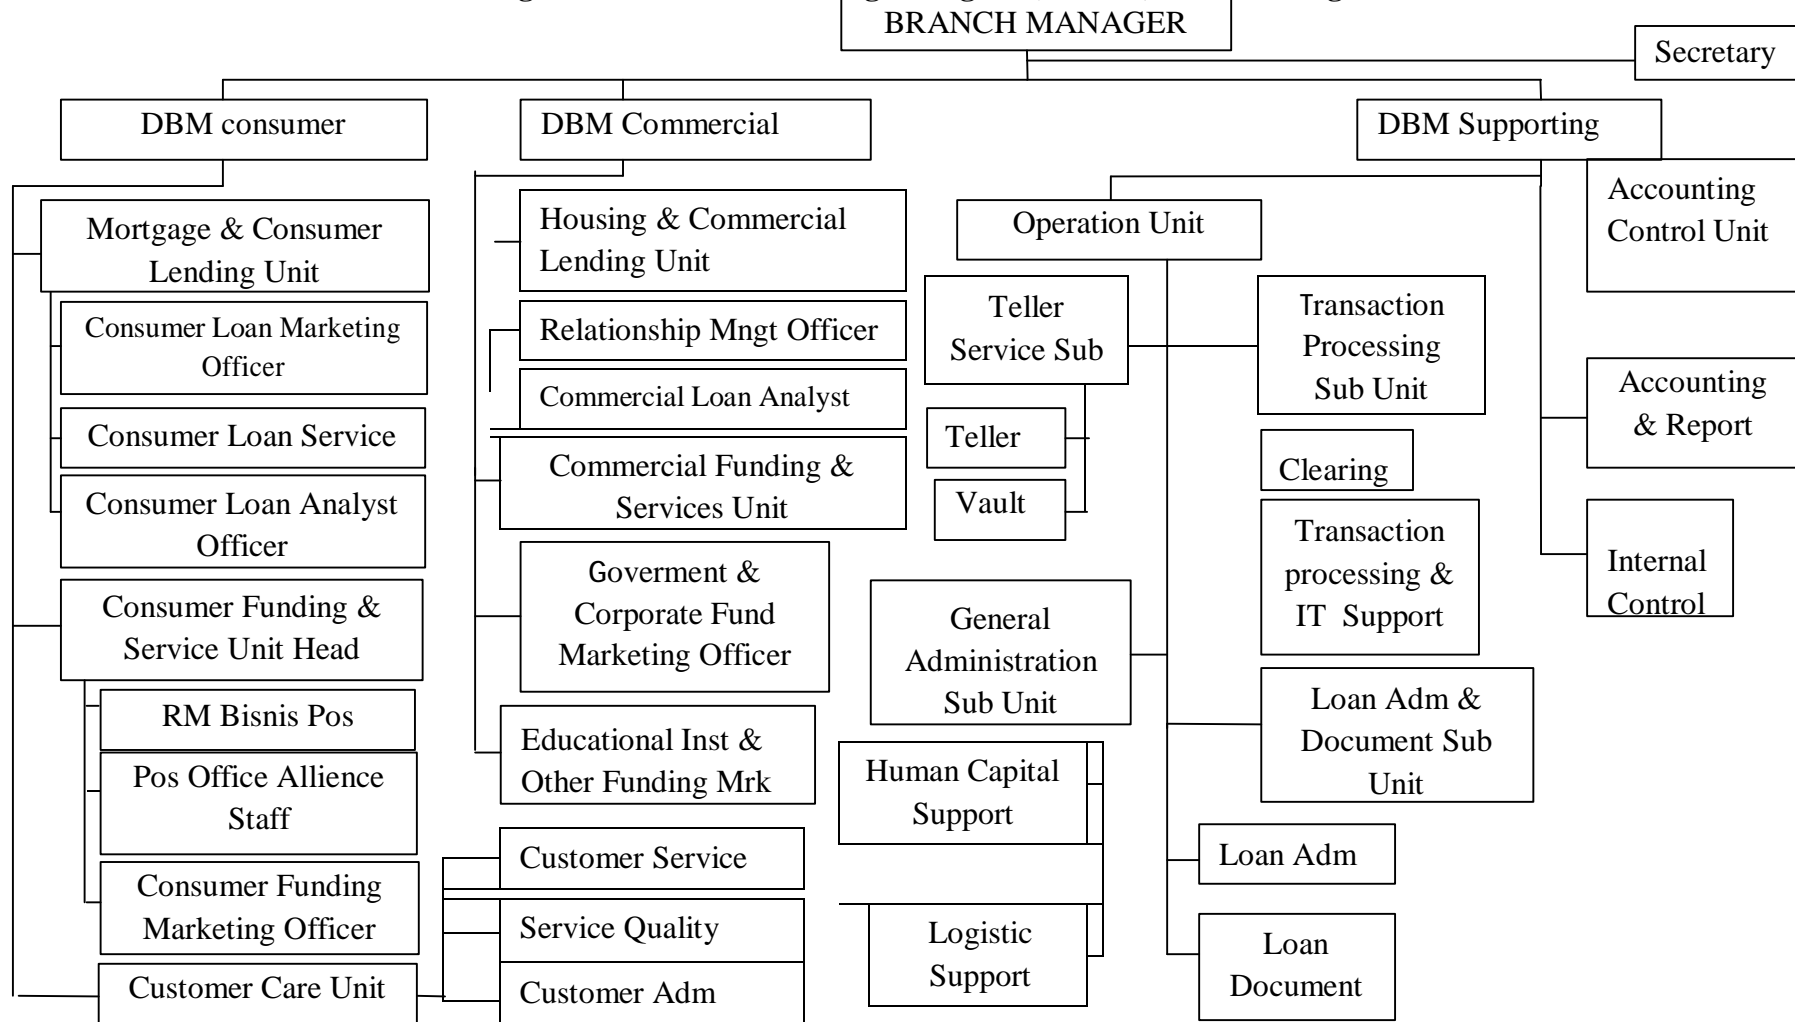 BRANCH MANAGER
Secretary
DBM consumer
DBM Commercial
DBM Supporting
Mortgage & Consumer
Lending Unit
Consumer Loan Marketing
Officer
Consumer Loan Service
Consumer Loan Analyst
Officer
Consumer Funding &
Service Unit Head
RM Bisnis Pos
Pos Office Allience
Staff
Consumer Funding
Marketing Officer
Customer Care Unit
Housing & Commercial
Lending Unit
Relationship Mngt Officer
Commercial Loan Analyst
Commercial Funding &
Services Unit
Goverment &
Corporate Fund
Marketing Officer
Educational Inst &
Other Funding Mrk
Customer Service
Service Quality
Customer Adm
Operation Unit
Teller
Service Sub
Teller
Vault
General
Administration
Sub Unit
Human Capital
Support
Logistic
Support
Transaction
Processing
Sub Unit
Clearing
Transaction
processing &
IT Support
Loan Adm &
Document Sub
Unit
Loan Adm
Loan
Document
Accounting
Control Unit
Accounting
& Report
Internal
Control